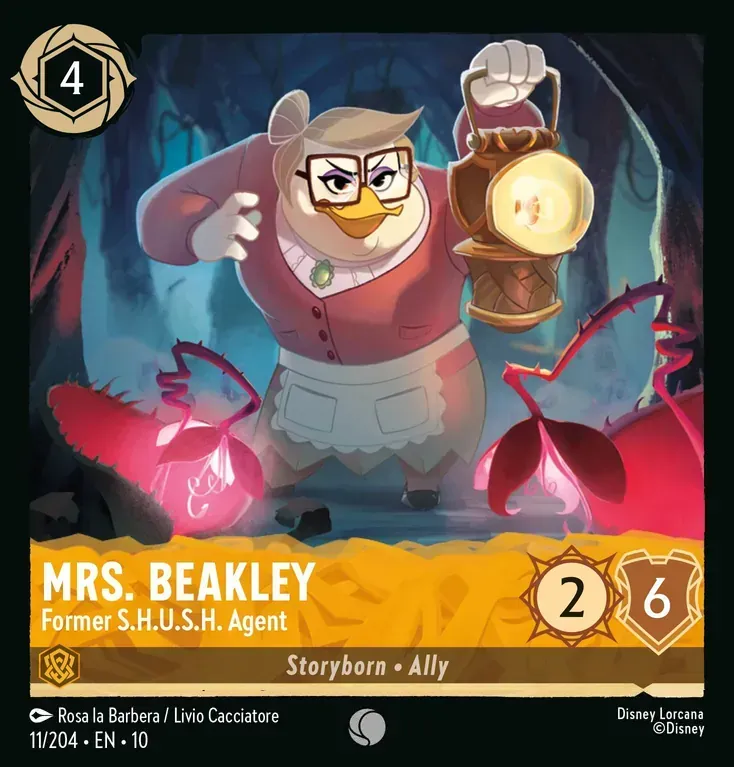 4
MRS. BEAKLEY
Former S.H.U.S.H. Agent
2
6
Storyborn • Ally
Rosa la Barbera / Livio Cacciatore
11/204 • EN • 10
Disney Lorcana
©Disney